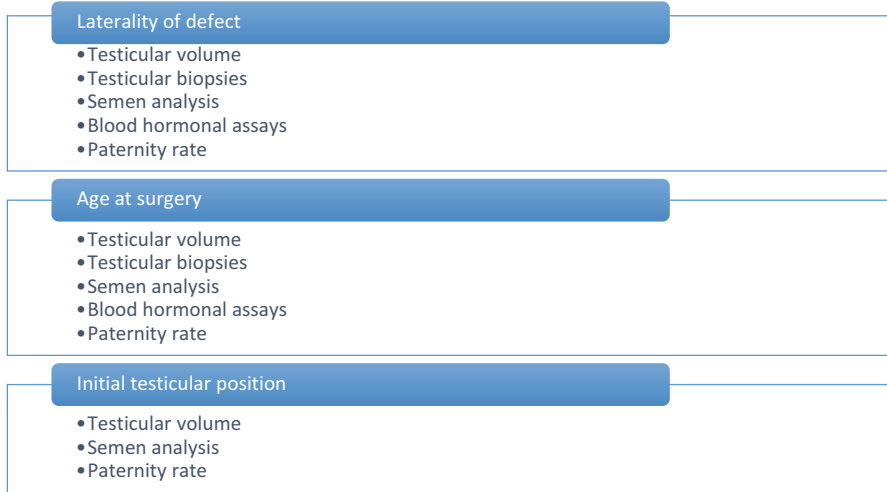 Laterality of defect
•Testicular volume
•Testicular biopsies
•Semen analysis
•Blood hormonal assays
•Paternity rate
Age at surgery
•Testicular volume
•Testicular biopsies
•Semen analysis
•Blood hormonal assays
•Paternity rate
Initial testicular position
•Testicular volume
•Semen analysis
•Paternity rate